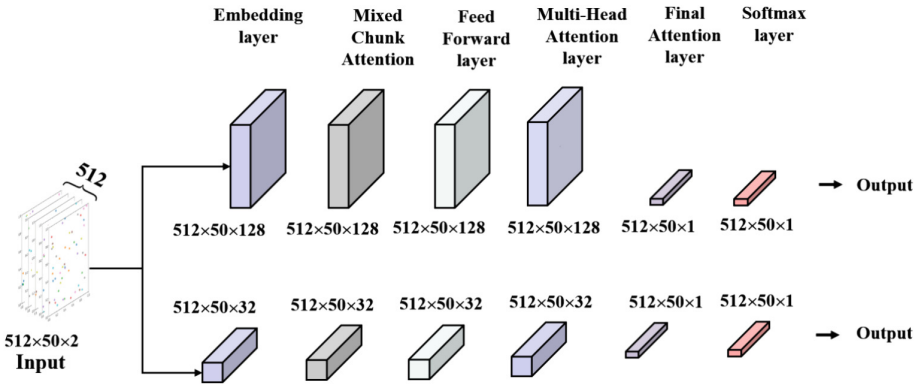 Embedding
layer
Mixed
Chunk
Attention
Feed
Forward
layer
Multi-Head
Attention
layer
Final
Attention
layer
Softmax
layer
512
512×50×2
Input
512×50×128
512×50×128
512×50×128
512×50×128
512×50×1
512×50×1
Output
512×50×32
512×50×32
512×50×32
512×50×32
512×50×1
512×50×1
Output